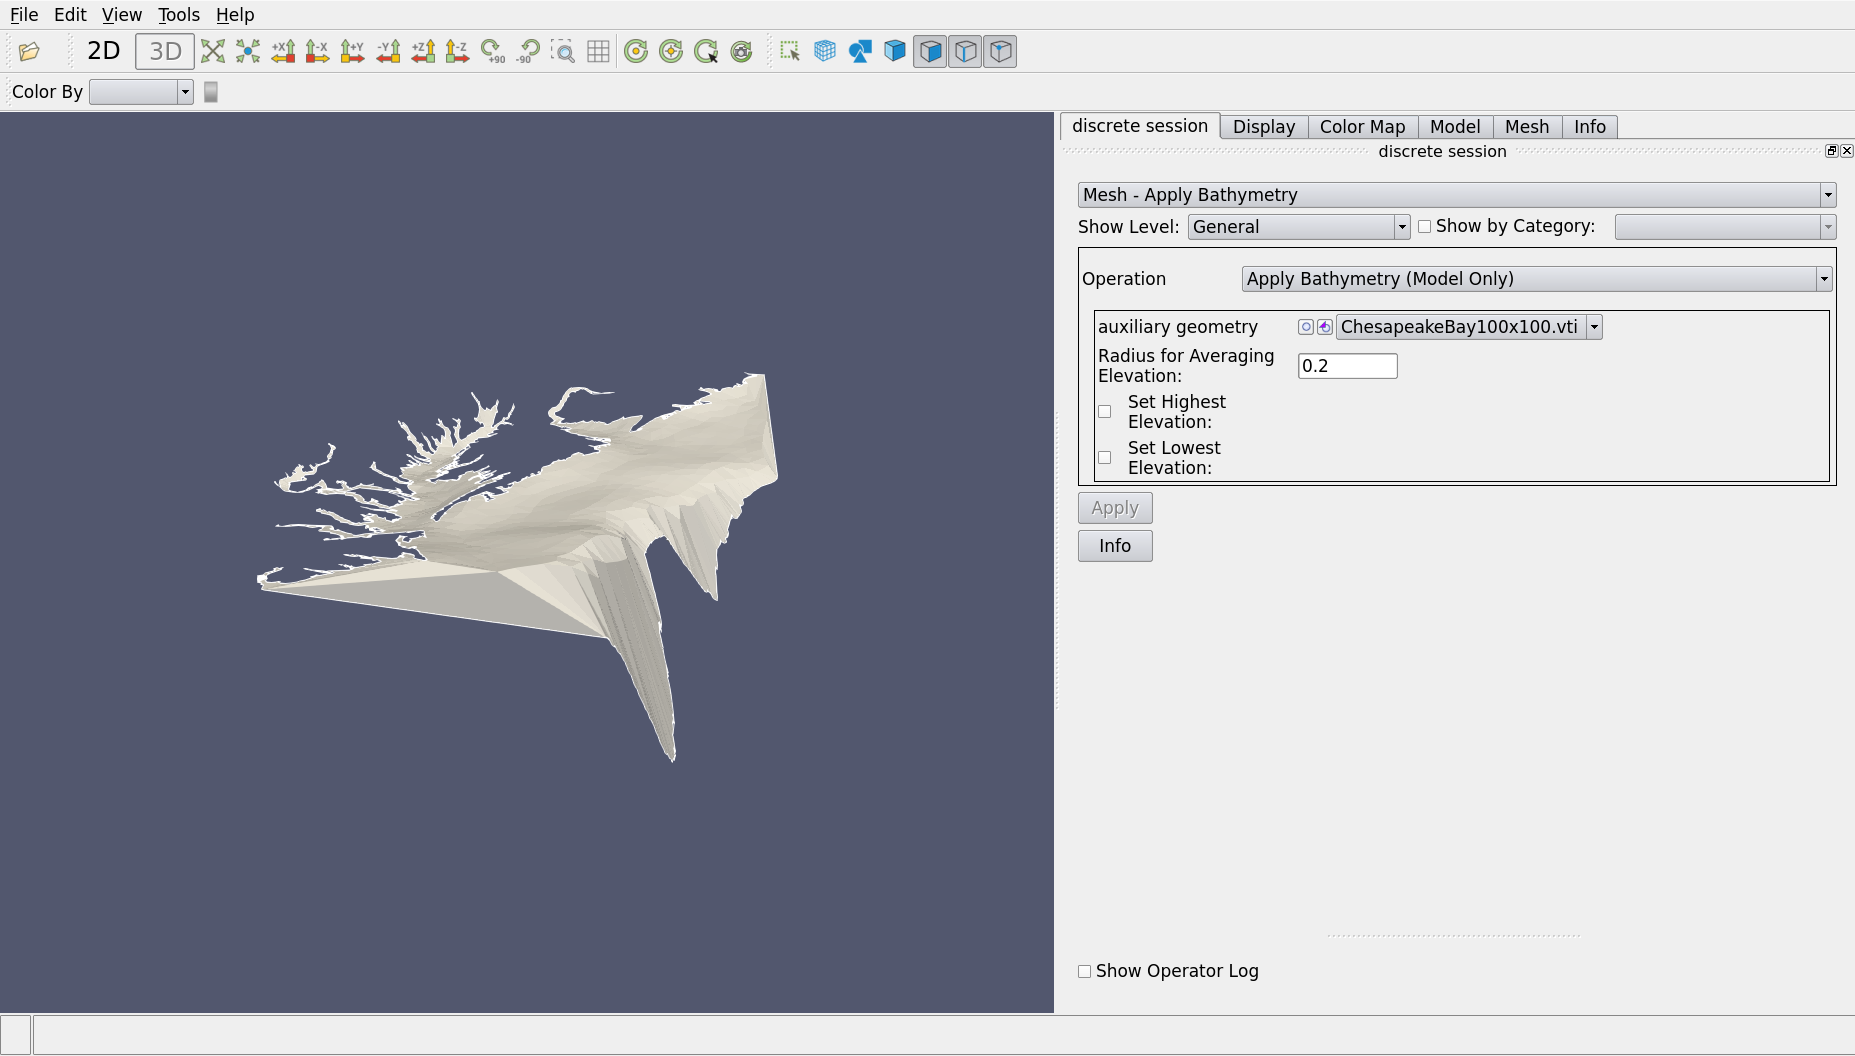 File Edit View Tools Help
2D 3D +X -X +Y -Y +Z -Z +90 -90
Color By
discrete session Display Color Map Model Mesh Info
discrete session
Mesh - Apply Bathymetry
Show Level: General Show by Category:
Operation Apply Bathymetry (Model Only)
auxiliary geometry ChesapeakeBay100x100.vti
Radius for Averaging
Elevation: 0.2
Set Highest
Elevation:
Set Lowest
Elevation:
Apply
Info
Show Operator Log